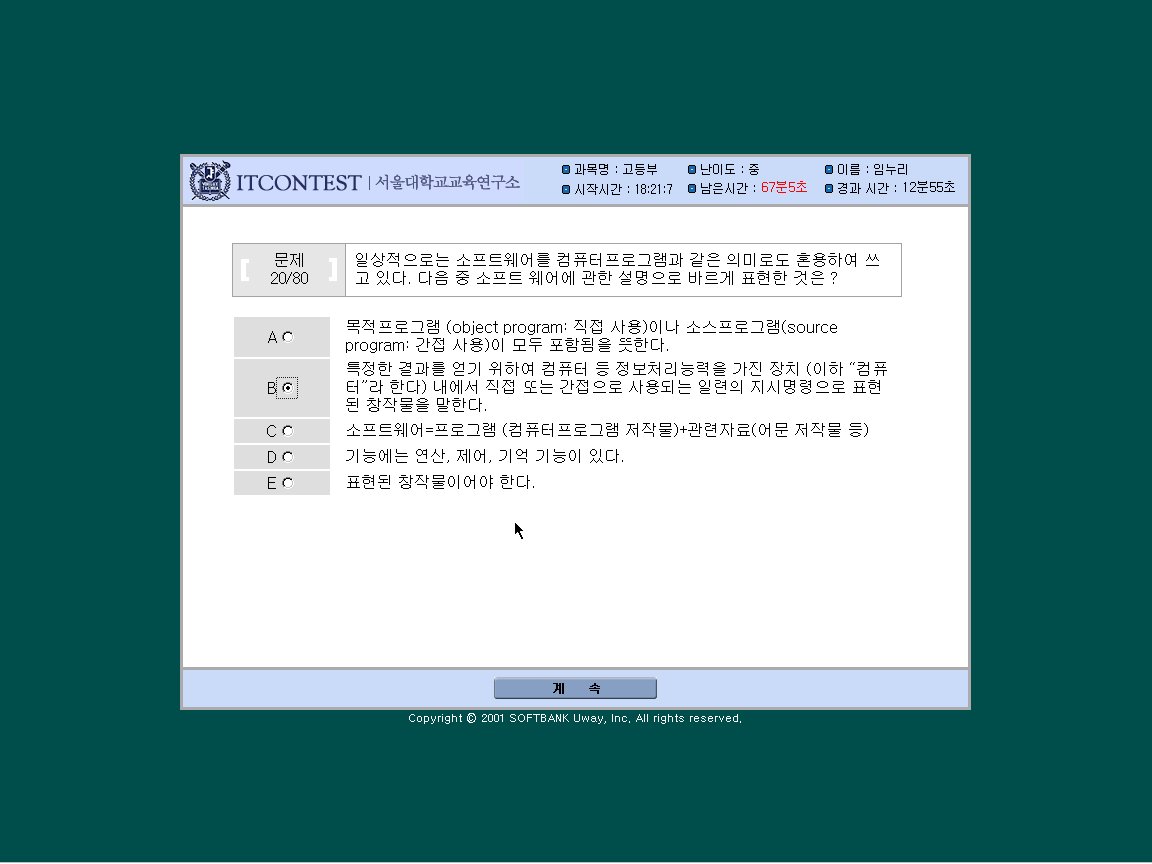 ITCONTEST | 서울대학교교육연구소
과목명 : 고등부 난이도 : 중 이름 : 임누리
시작시간 : 18:21:7 남은시간 : 67분5초 경과 시간 : 12분55초
문제
20/80
일상적으로는 소프트웨어를 컴퓨터프로그램과 같은 의미로도 혼용하여 쓰
고 있다. 다음 중 소프트 웨어에 관한 설명으로 바르게 표현한 것은 ?
A
목적프로그램 (object program: 직접 사용)이나 소스프로그램(source
program: 간접 사용)이 모두 포함됨을 뜻한다.
B
특정한 결과를 얻기 위하여 컴퓨터 등 정보처리능력을 가진 장치 (이하 “컴퓨
터”라 한다) 내에서 직접 또는 간접으로 사용되는 일련의 지시명령으로 표현
된 창작물을 말한다.
C 소프트웨어=프로그램 (컴퓨터프로그램 저작물)+관련자료(어문 저작물 등)
D 기능에는 연산, 제어, 기억 기능이 있다.
E 표현된 창작물이어야 한다.
계 속
Copyright © 2001 SOFTBANK Uway, Inc. All rights reserved.